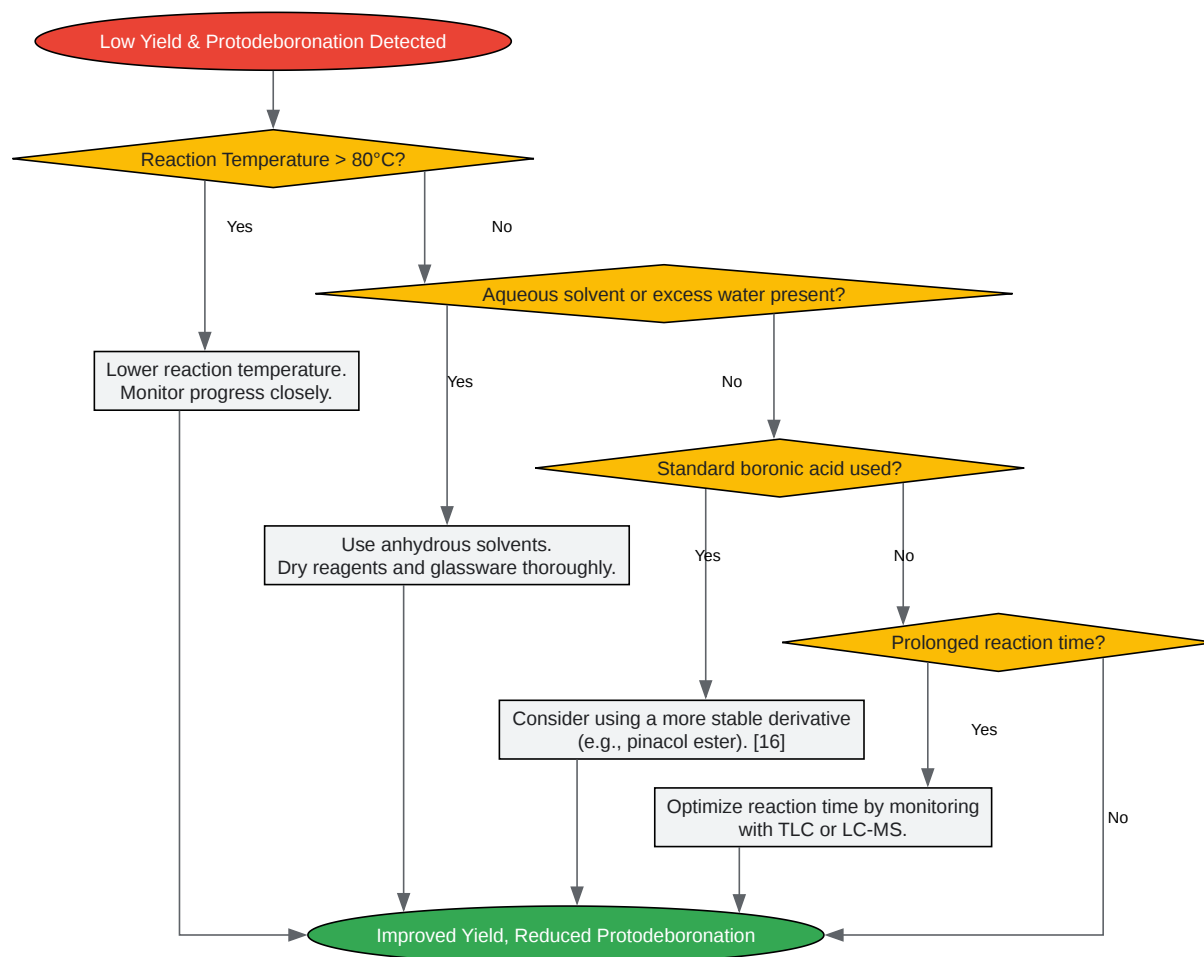 Low Yield & Protodeboronation Detected
Reaction Temperature > 80°C?
Yes
No
Aqueous solvent or excess water present?
Lower reaction temperature.
Monitor progress closely.
Yes
No
Standard boronic acid used?
Use anhydrous solvents.
Dry reagents and glassware thoroughly.
Yes
No
Prolonged reaction time?
Consider using a more stable derivative
(e.g., pinacol ester). [16]
Yes
Optimize reaction time by monitoring
with TLC or LC-MS.
No
Improved Yield, Reduced Protodeboronation